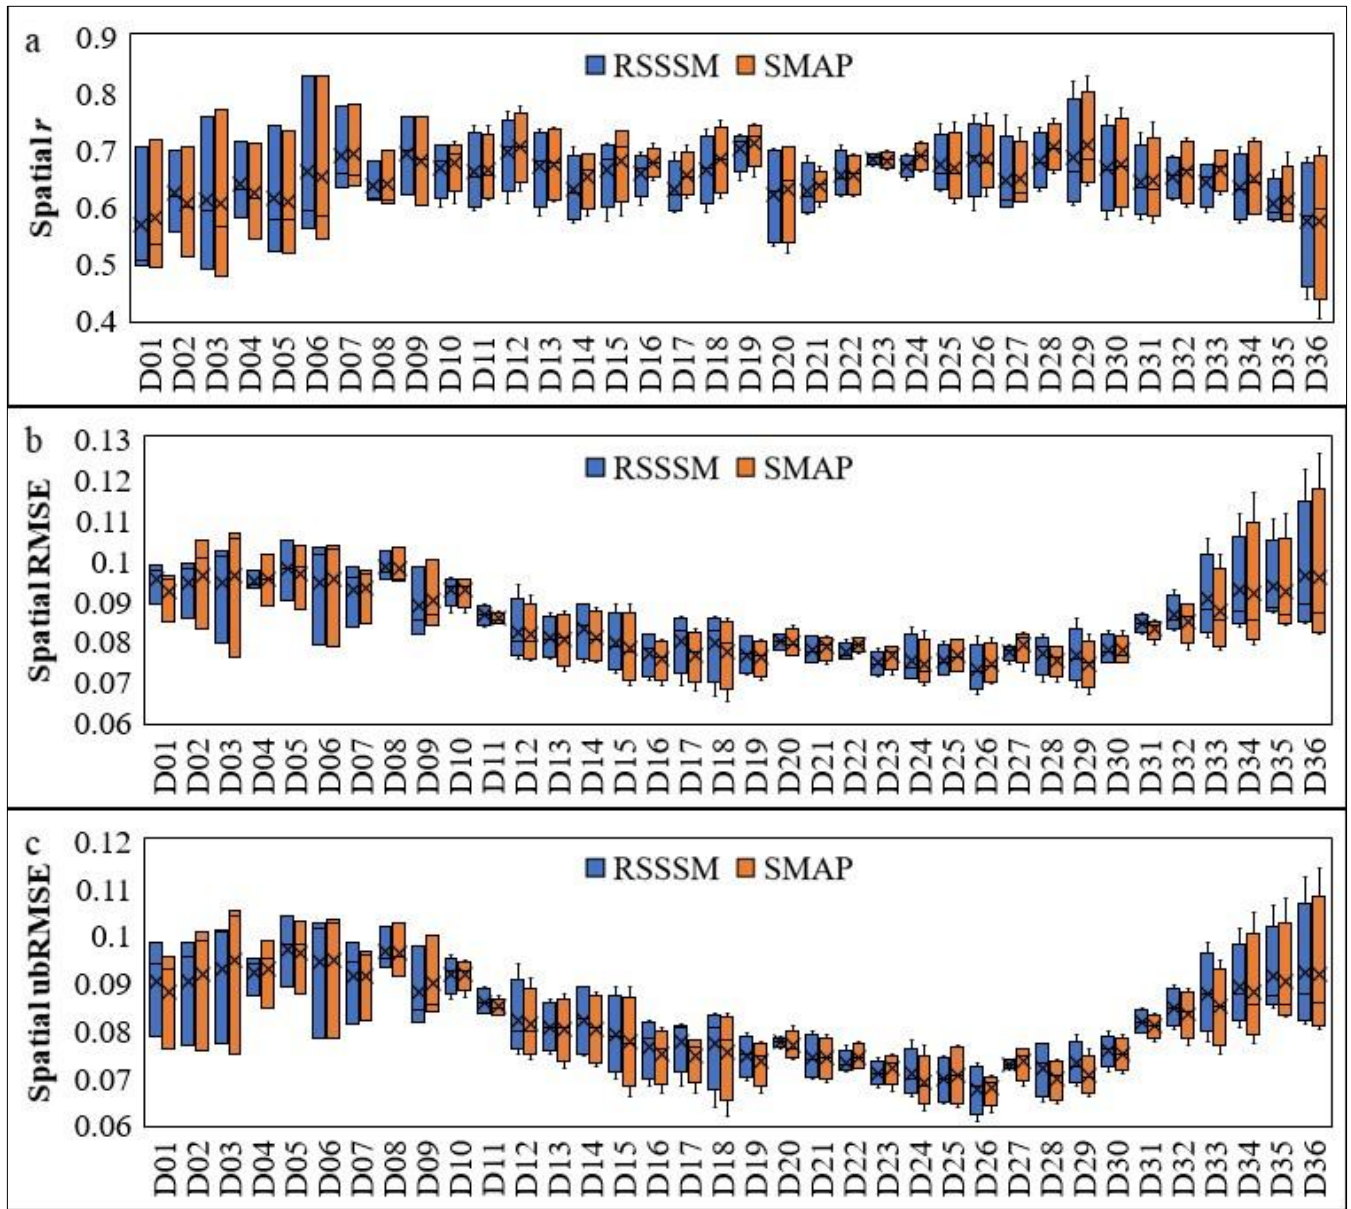 a
Spatial r
0.9
0.8
0.7
0.6
0.5
0.4
RSSSM SMAP
D01 D02 D03 D04 D05 D06 D07 D08 D09 D10 D11 D12 D13 D14 D15 D16 D17 D18 D19 D20 D21 D22 D23 D24 D25 D26 D27 D28 D29 D30 D31 D32 D33 D34 D35 D36
b
Spatial RMSE
0.13
0.12
0.11
0.1
0.09
0.08
0.07
0.06
RSSSM SMAP
D01 D02 D03 D04 D05 D06 D07 D08 D09 D10 D11 D12 D13 D14 D15 D16 D17 D18 D19 D20 D21 D22 D23 D24 D25 D26 D27 D28 D29 D30 D31 D32 D33 D34 D35 D36
c
Spatial ubRMSE
0.12
0.11
0.1
0.09
0.08
0.07
0.06
RSSSM SMAP
D01 D02 D03 D04 D05 D06 D07 D08 D09 D10 D11 D12 D13 D14 D15 D16 D17 D18 D19 D20 D21 D22 D23 D24 D25 D26 D27 D28 D29 D30 D31 D32 D33 D34 D35 D36